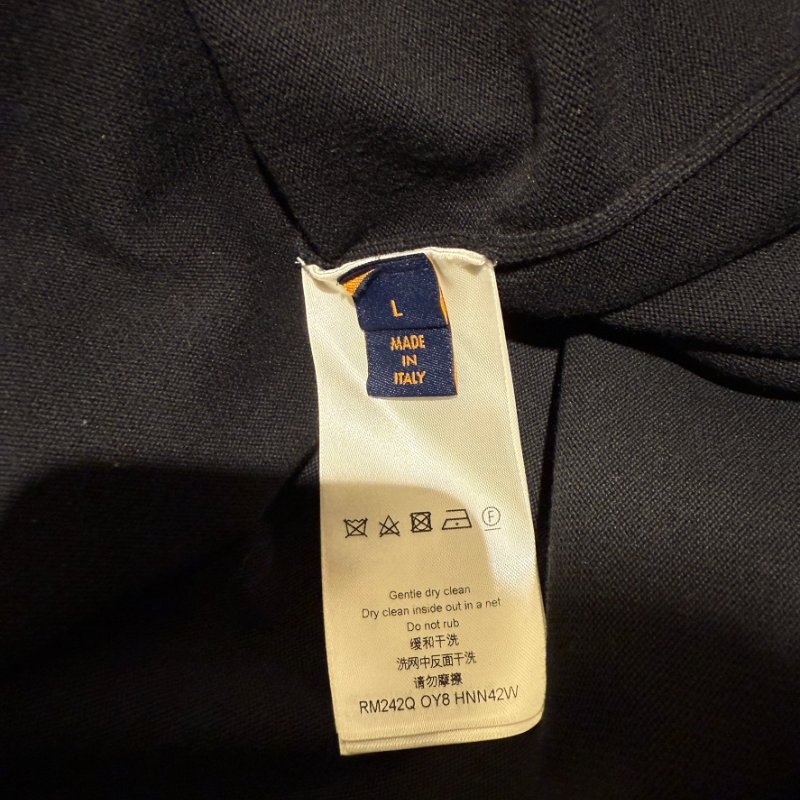 L
MADE
IN
ITALY
F
Gentle dry clean
Dry clean inside out in a net
Do not rub
缓和干洗
洗网中反面干洗
请勿摩擦
RM242Q OY8 HNN42W